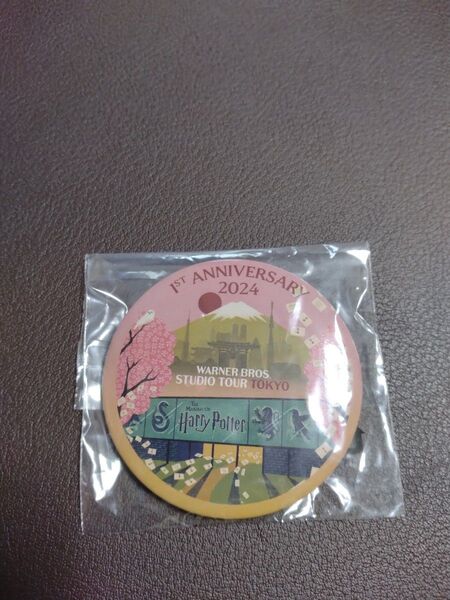 1ST ANNIVERSARY
2024
WARNER BROS
STUDIO TOUR TOKYO
THE
MAKING OF
Harry Potter